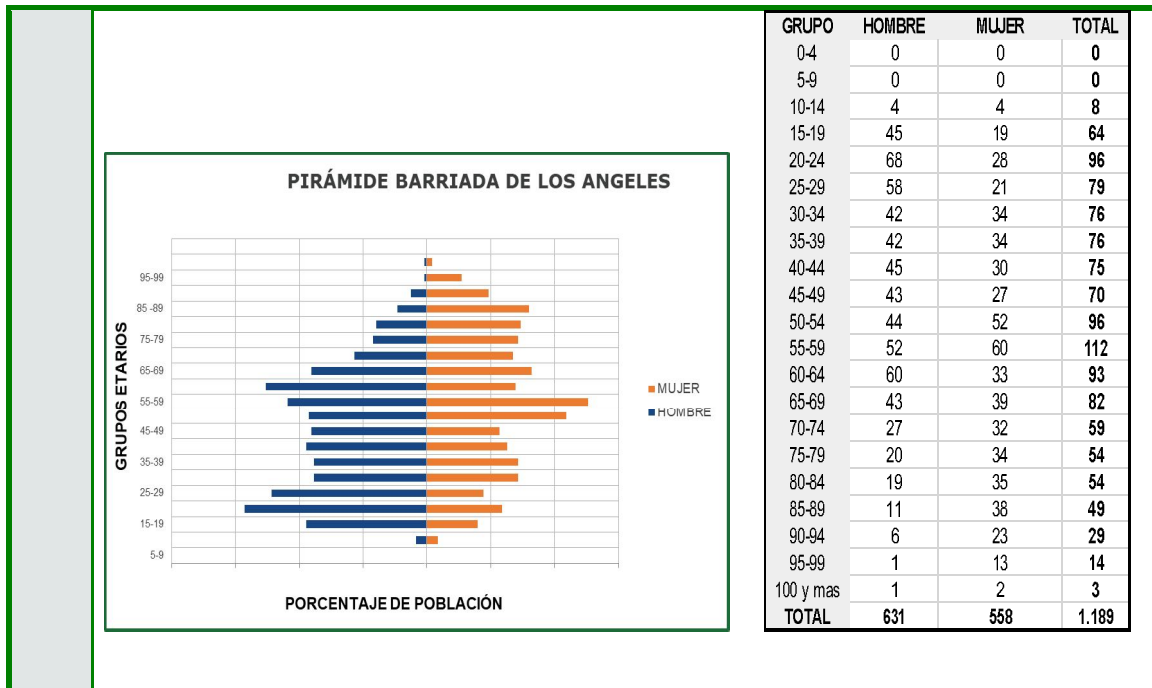 PIRÁMIDE BARRIADA DE LOS ANGELES
GRUPOS ETARIOS
95-99
85 -89
75-79
65-69
55-59
45-49
35-39
25-29
15-19
5-9
MUJER
HOMBRE
PORCENTAJE DE POBLACIÓN
GRUPO HOMBRE MUJER TOTAL
0-4 0 0 0
5-9 0 0 0
10-14 4 4 8
15-19 45 19 64
20-24 68 28 96
25-29 58 21 79
30-34 42 34 76
35-39 42 34 76
40-44 45 30 75
45-49 43 27 70
50-54 44 52 96
55-59 52 60 112
60-64 60 33 93
65-69 43 39 82
70-74 27 32 59
75-79 20 34 54
80-84 19 35 54
85-89 11 38 49
90-94 6 23 29
95-99 1 13 14
100 y mas 1 2 3
TOTAL 631 558 1.189